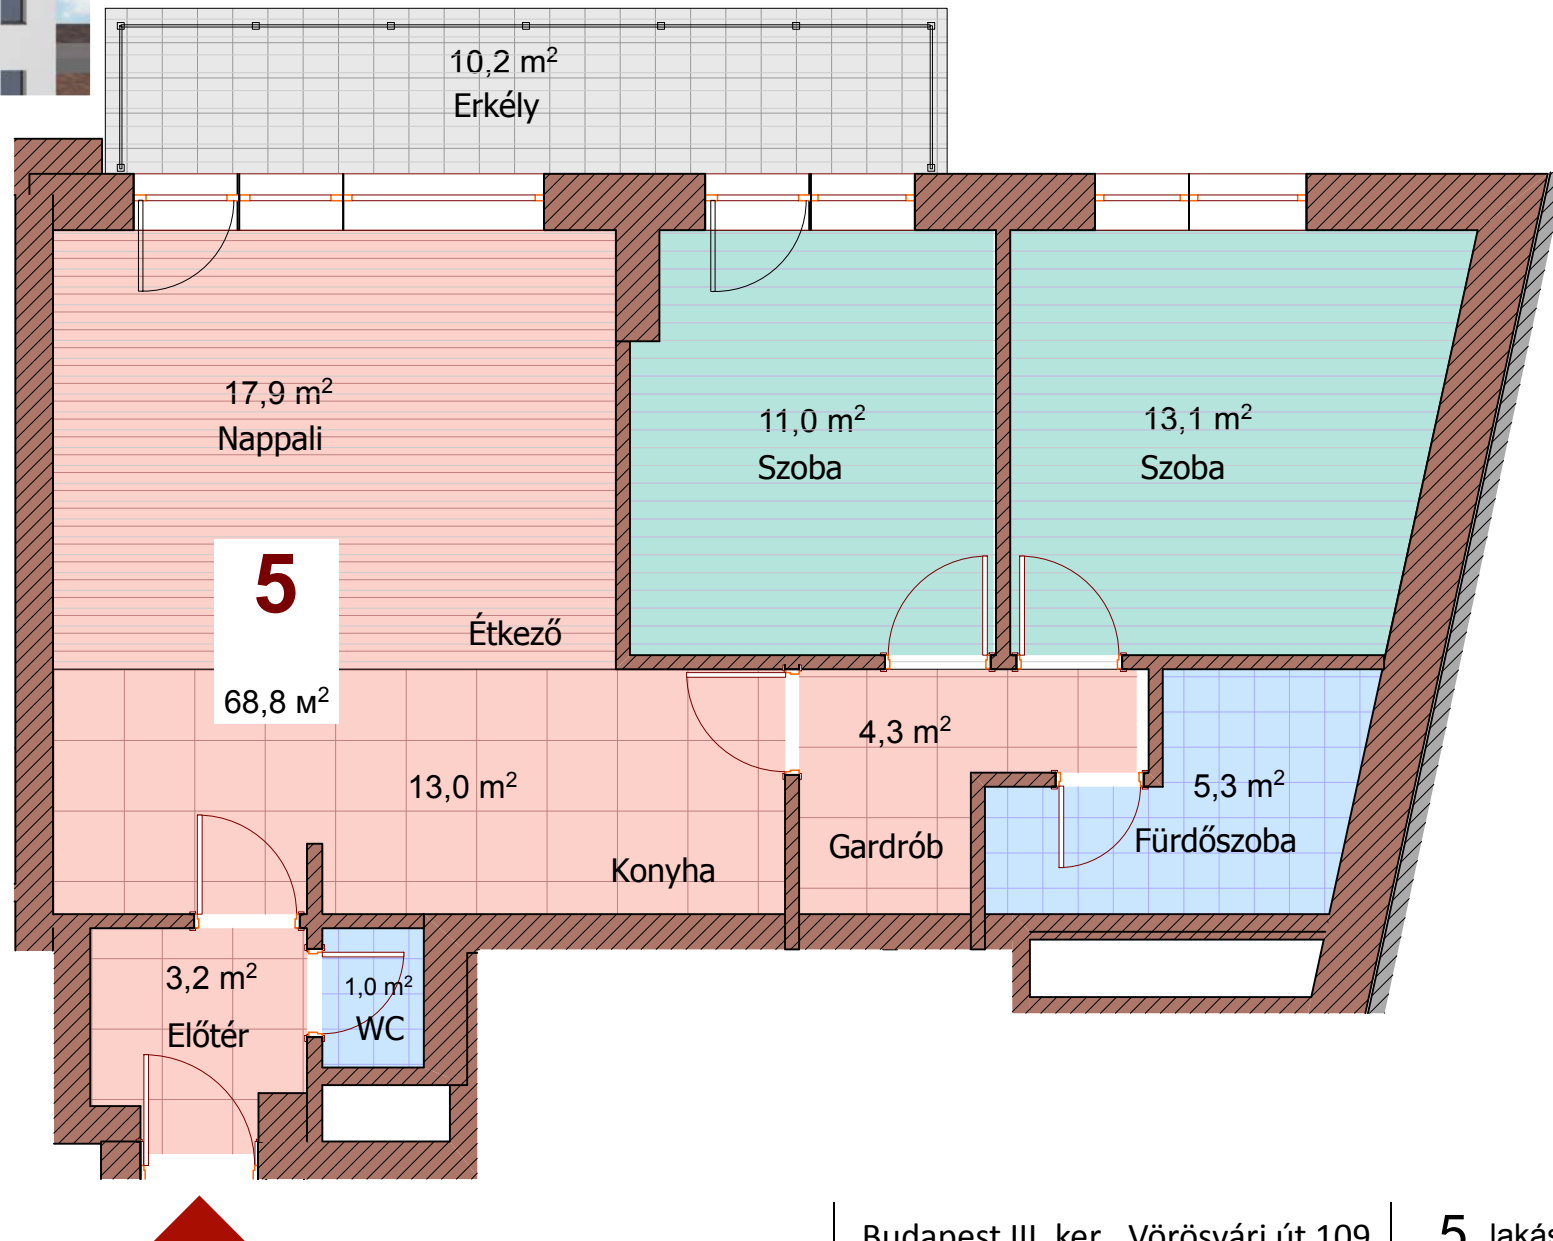 10,2 m²
Erkély
17,9 m²
Nappali
11,0 m²
Szoba
13,1 m²
Szoba
5
Étkező
68,8 м²
4,3 m²
13,0 m²
5,3 m²
Fürdőszoba
Gardrób
Konyha
3,2 m²
Előtér
1,0 m²
WC
Budapest III. ker., Vörösvári út 109
5 lakás